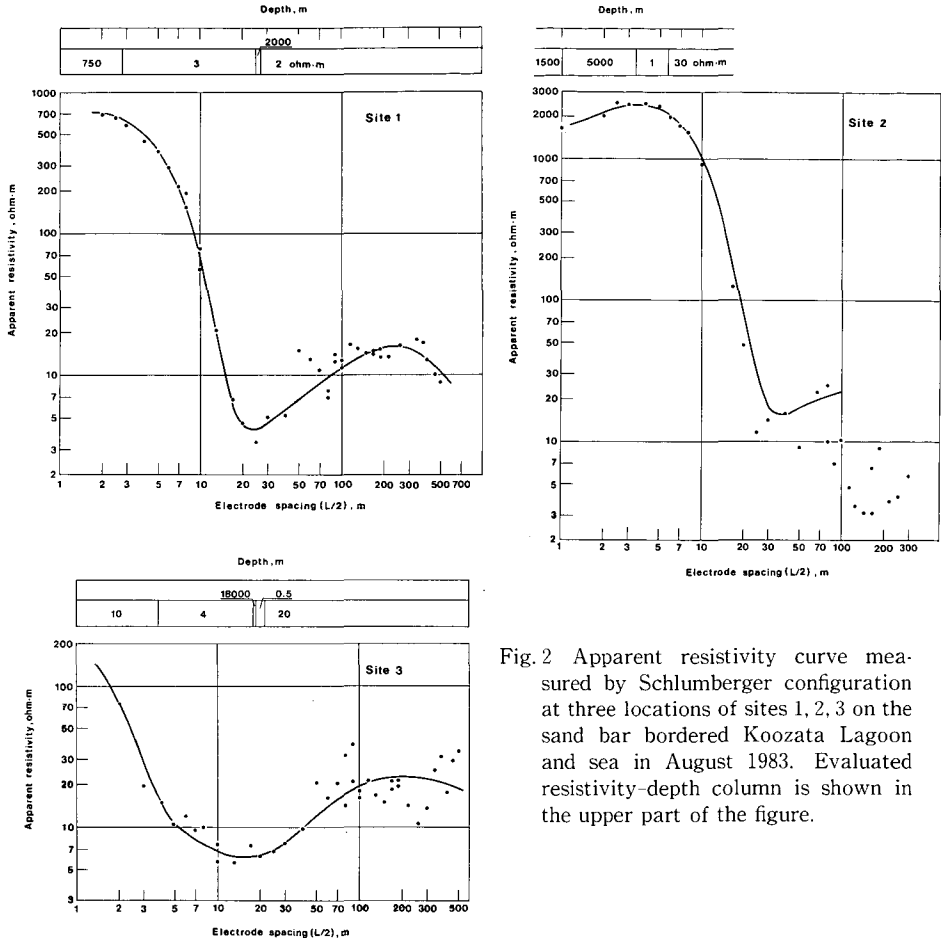 Depth, m
2000
750 3 2 ohm·m
Site 1
1000
700
500
300
200
100
70
50
30
20
10
7
5
3
2
Apparent resistivity, ohm·m
1 2 3 5 7 10 20 30 50 70 100 200 300 500 700
Electrode spacing (L/2), m
Depth, m
1500 5000 1 30 ohm·m
Site 2
3000
2000
1000
700
500
300
200
100
70
50
30
20
10
7
5
3
2
Apparent resistivity, ohm·m
1 2 3 5 7 10 20 30 50 70 100 200 300
Electrode spacing (L/2), m
Depth, m
18000 0.5
10 4 20
Site 3
200
100
70
50
30
20
10
7
5
3
Apparent resistivity, ohm·m
1 2 3 5 7 10 20 30 50 70 100 200 300 500
Electrode spacing (L/2), m
Fig. 2 Apparent resistivity curve mea-
sured by Schlumberger configuration
at three locations of sites 1, 2, 3 on the
sand bar bordered Koozata Lagoon
and sea in August 1983. Evaluated
resistivity-depth column is shown in
the upper part of the figure.